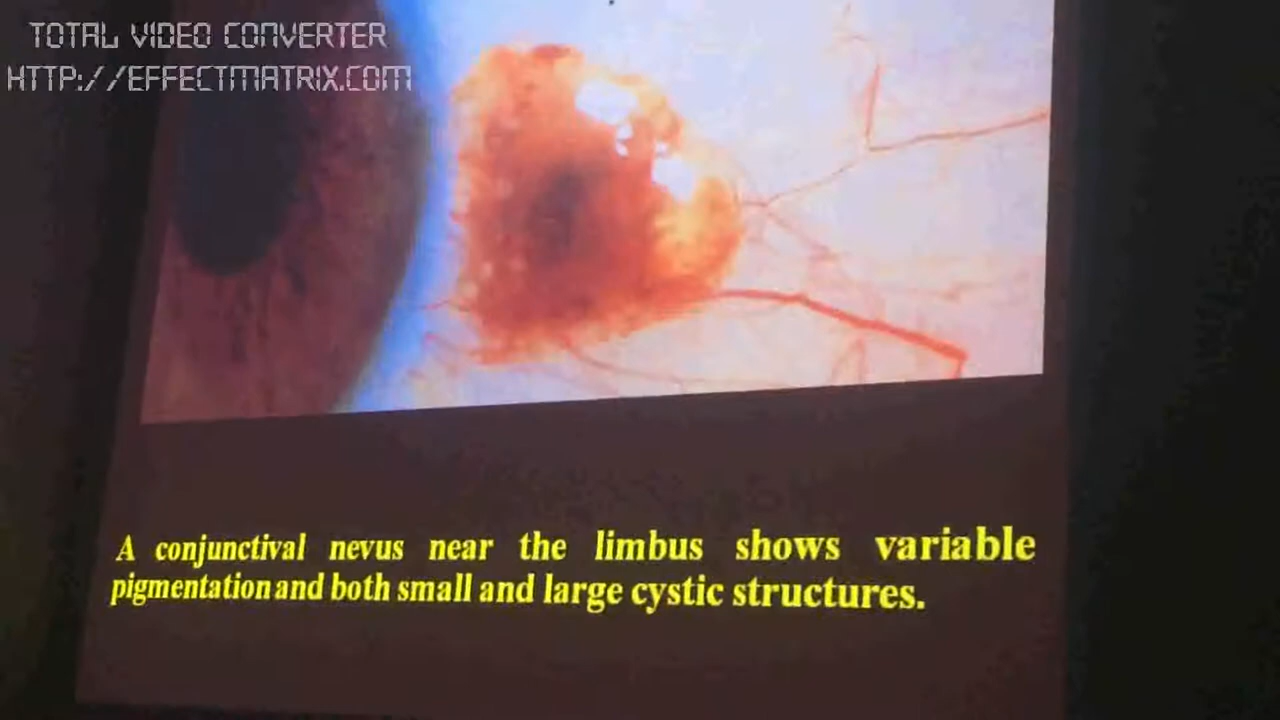 TOTAL VIDEO CONVERTER
HTTP://EFFECTMATRIX.COM
A conjunctival nevus near the limbus shows variable
pigmentation and both small and large cystic structures.